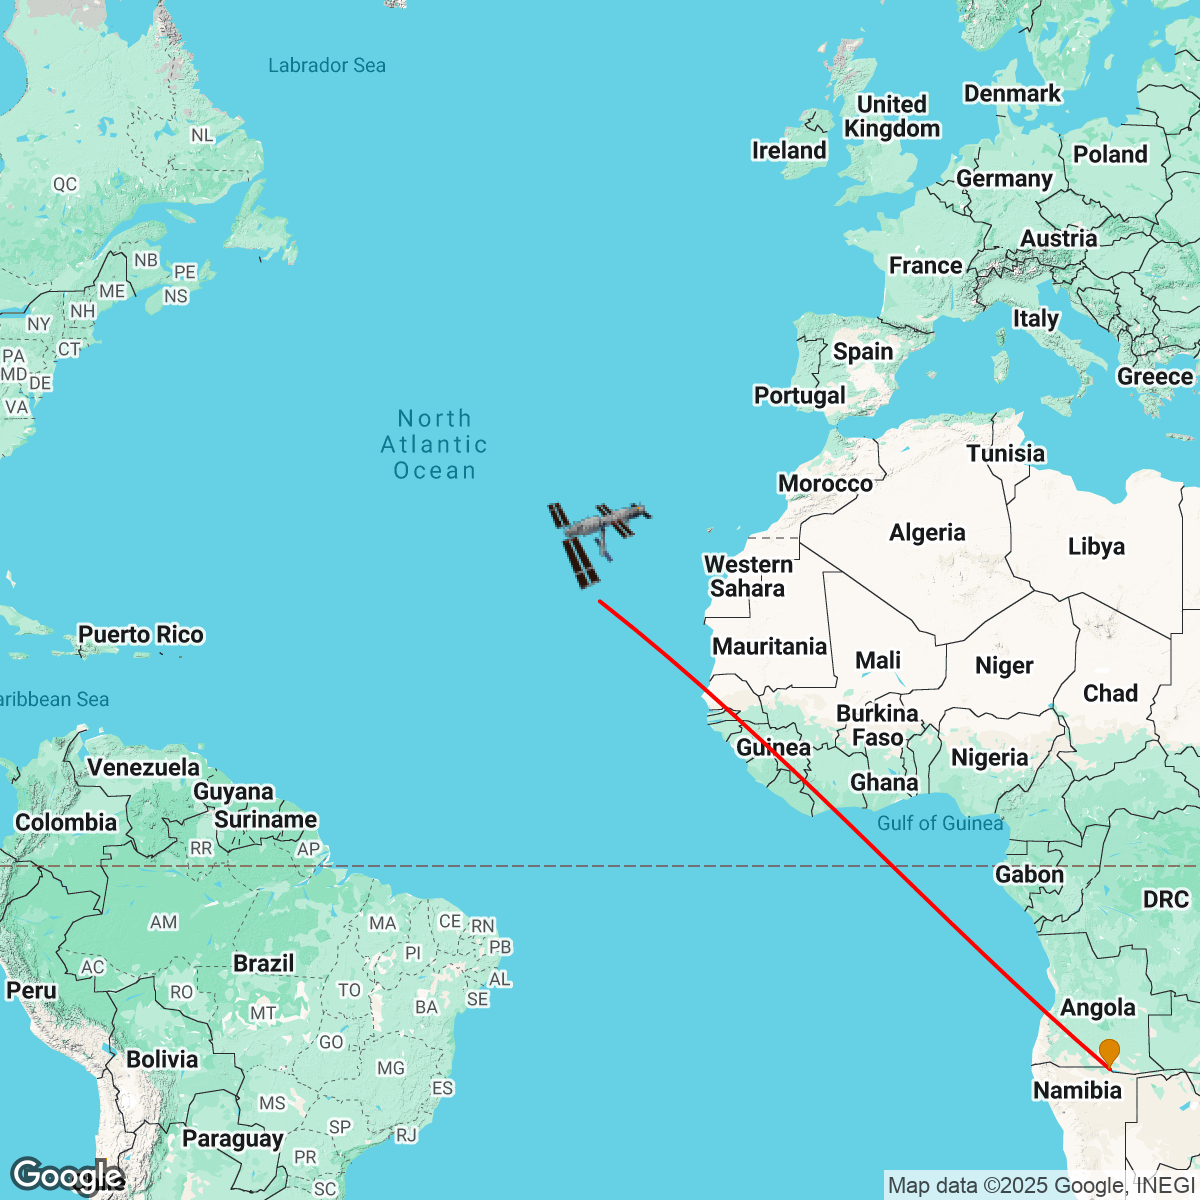 Labrador Sea
Denmark
United
Kingdom
NL
Ireland
Poland
QC
Germany
Austria
NB
France
PE
ME
NS
NH
Italy
NY
CT
Spain
PA
MD
DE
Greece
Portugal
VA
North
Atlantic
Ocean
Tunisia
Morocco
Algeria
Libya
Western
Sahara
Puerto Rico
Mauritania
Mali
Niger
Chad
aribbean Sea
Burkina
Faso
Guinea
Nigeria
Venezuela
Ghana
Guyana
Suriname
Colombia
Gulf of Guinea
RR
AP
Gabon
DRC
AM
MA
CE
RN
PB
PI
Brazil
AC
AL
Peru
RO
TO
SE
BA
MT
Angola
GO
Bolivia
MG
ES
Namibia
MS
SP
RJ
Paraguay
PR
Google
SC
Map data ©2025 Google, INEGI